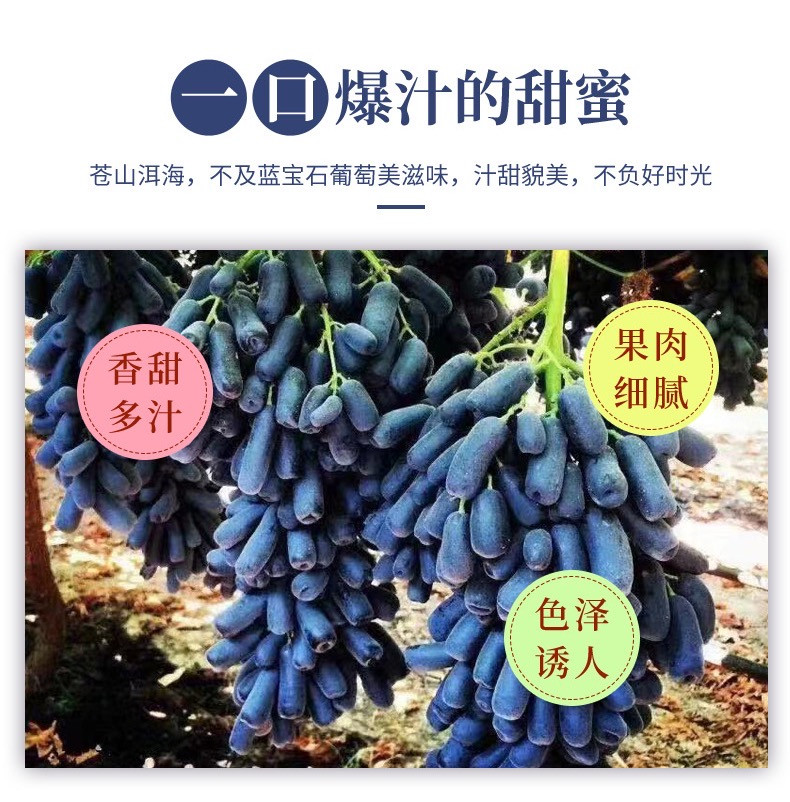 一口爆汁的甜蜜
苍山洱海，不及蓝宝石葡萄美滋味，汁甜貌美，不负好时光
香甜
多汁
果肉
细腻
色泽
诱人